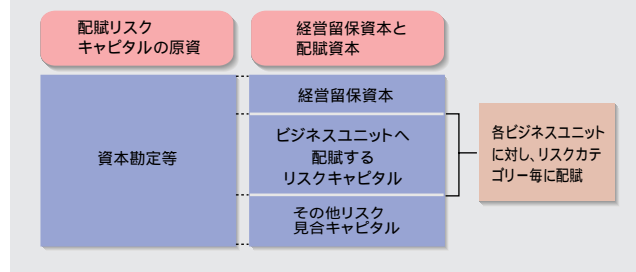 配賦リスク
キャピタルの原資
経営留保資本と
配賦資本
資本勘定等
経営留保資本
ビジネスユニットへ
配賦する
リスクキャピタル
その他リスク
見合キャピタル
各ビジネスユニット
に対し、リスクカテ
ゴリー毎に配賦